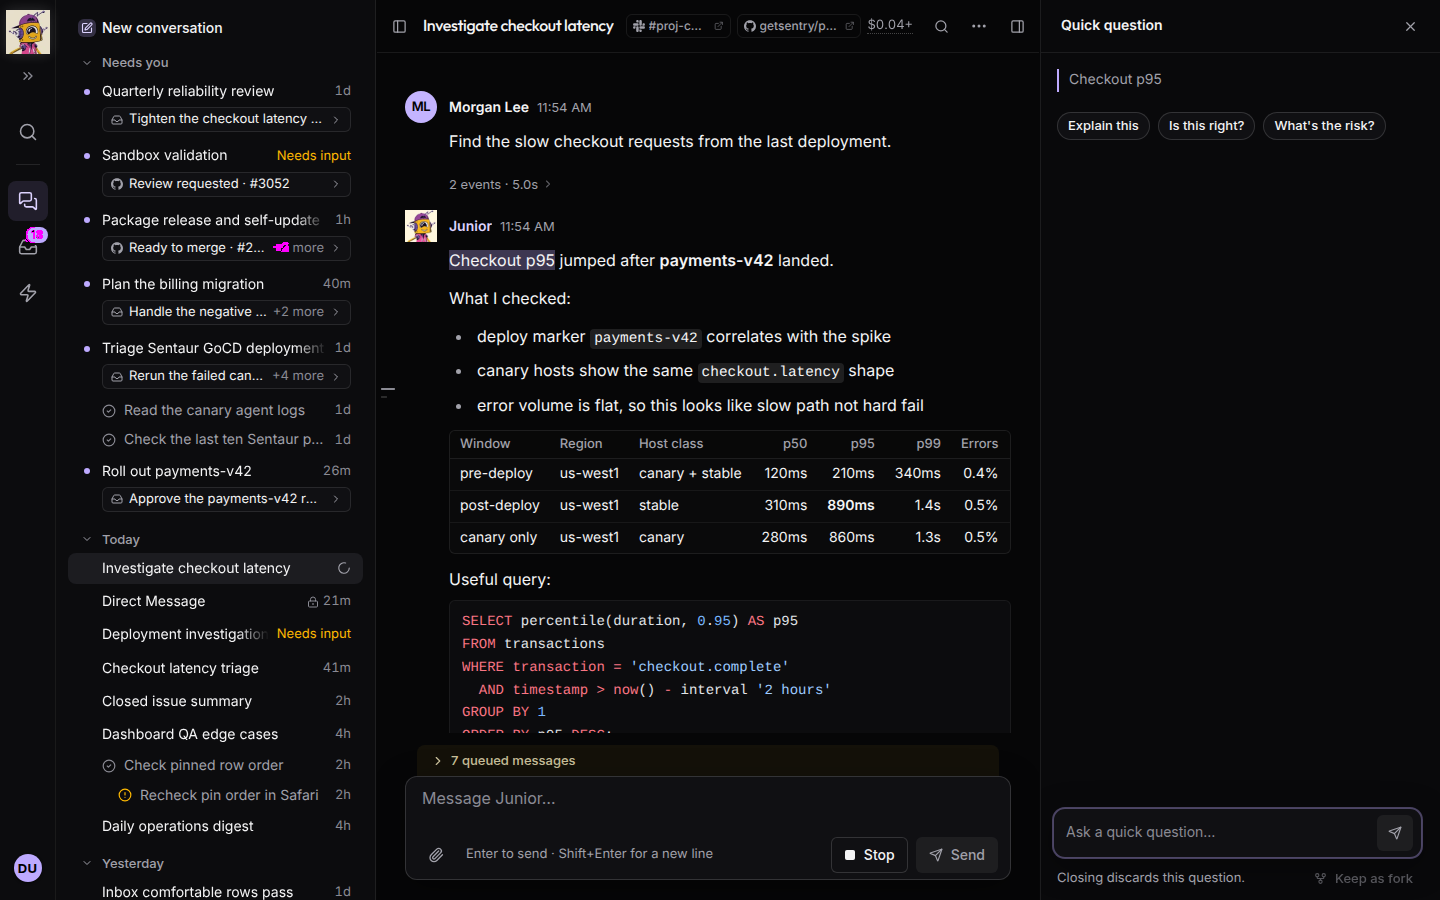 New conversation
Needs you
Quarterly reliability review 1d
Tighten the checkout latency ...
Sandbox validation Needs input
Review requested · #3052
Package release and self-update 1h
Ready to merge · #2... more
Plan the billing migration 40m
Handle the negative ... +2 more
Triage Sentaur GoCD deployment 1d
Rerun the failed can... +4 more
Read the canary agent logs 1d
Check the last ten Sentaur p... 1d
Roll out payments-v42 26m
Approve the payments-v42 r...
Today
Investigate checkout latency
Direct Message 21m
Deployment investigation Needs input
Checkout latency triage 41m
Closed issue summary 2h
Dashboard QA edge cases 4h
Check pinned row order 2h
Recheck pin order in Safari 2h
Daily operations digest 4h
Yesterday
Inbox comfortable rows pass 1d
DU
Investigate checkout latency #proj-c... getsentry/p... $0.04+
ML Morgan Lee 11:54 AM
Find the slow checkout requests from the last deployment.
2 events · 5.0s
Junior 11:54 AM
Checkout p95 jumped after payments-v42 landed.
What I checked:
• deploy marker payments-v42 correlates with the spike
• canary hosts show the same checkout.latency shape
• error volume is flat, so this looks like slow path not hard fail
Window Region Host class p50 p95 p99 Errors
pre-deploy us-west1 canary + stable 120ms 210ms 340ms 0.4%
post-deploy us-west1 stable 310ms 890ms 1.4s 0.5%
canary only us-west1 canary 280ms 860ms 1.3s 0.5%
Useful query:
SELECT percentile(duration, 0.95) AS p95
FROM transactions
WHERE transaction = 'checkout.complete'
AND timestamp > now() - interval '2 hours'
GROUP BY 1
ORDER BY p95 DESC;
7 queued messages
Message Junior...
Enter to send · Shift+Enter for a new line Stop Send
Quick question
Checkout p95
Explain this Is this right? What's the risk?
Ask a quick question...
Closing discards this question. Keep as fork